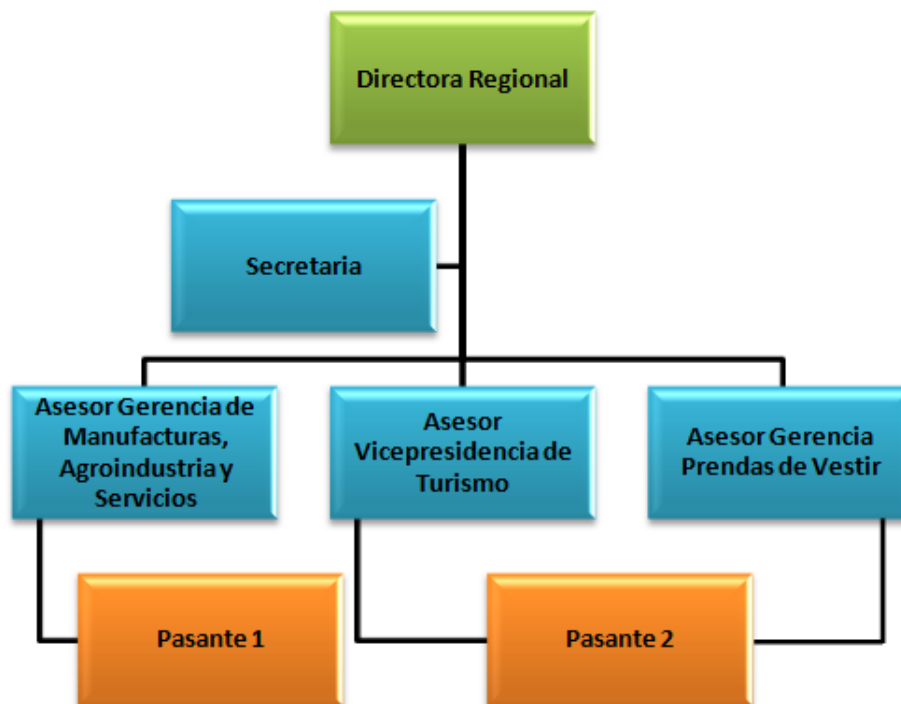 Directora Regional
Secretaria
Asesor Gerencia de
Manufacturas,
Agroindustria y
Servicios
Asesor
Vicepresidencia de
Turismo
Asesor Gerencia
Prendas de Vestir
Pasante 1
Pasante 2